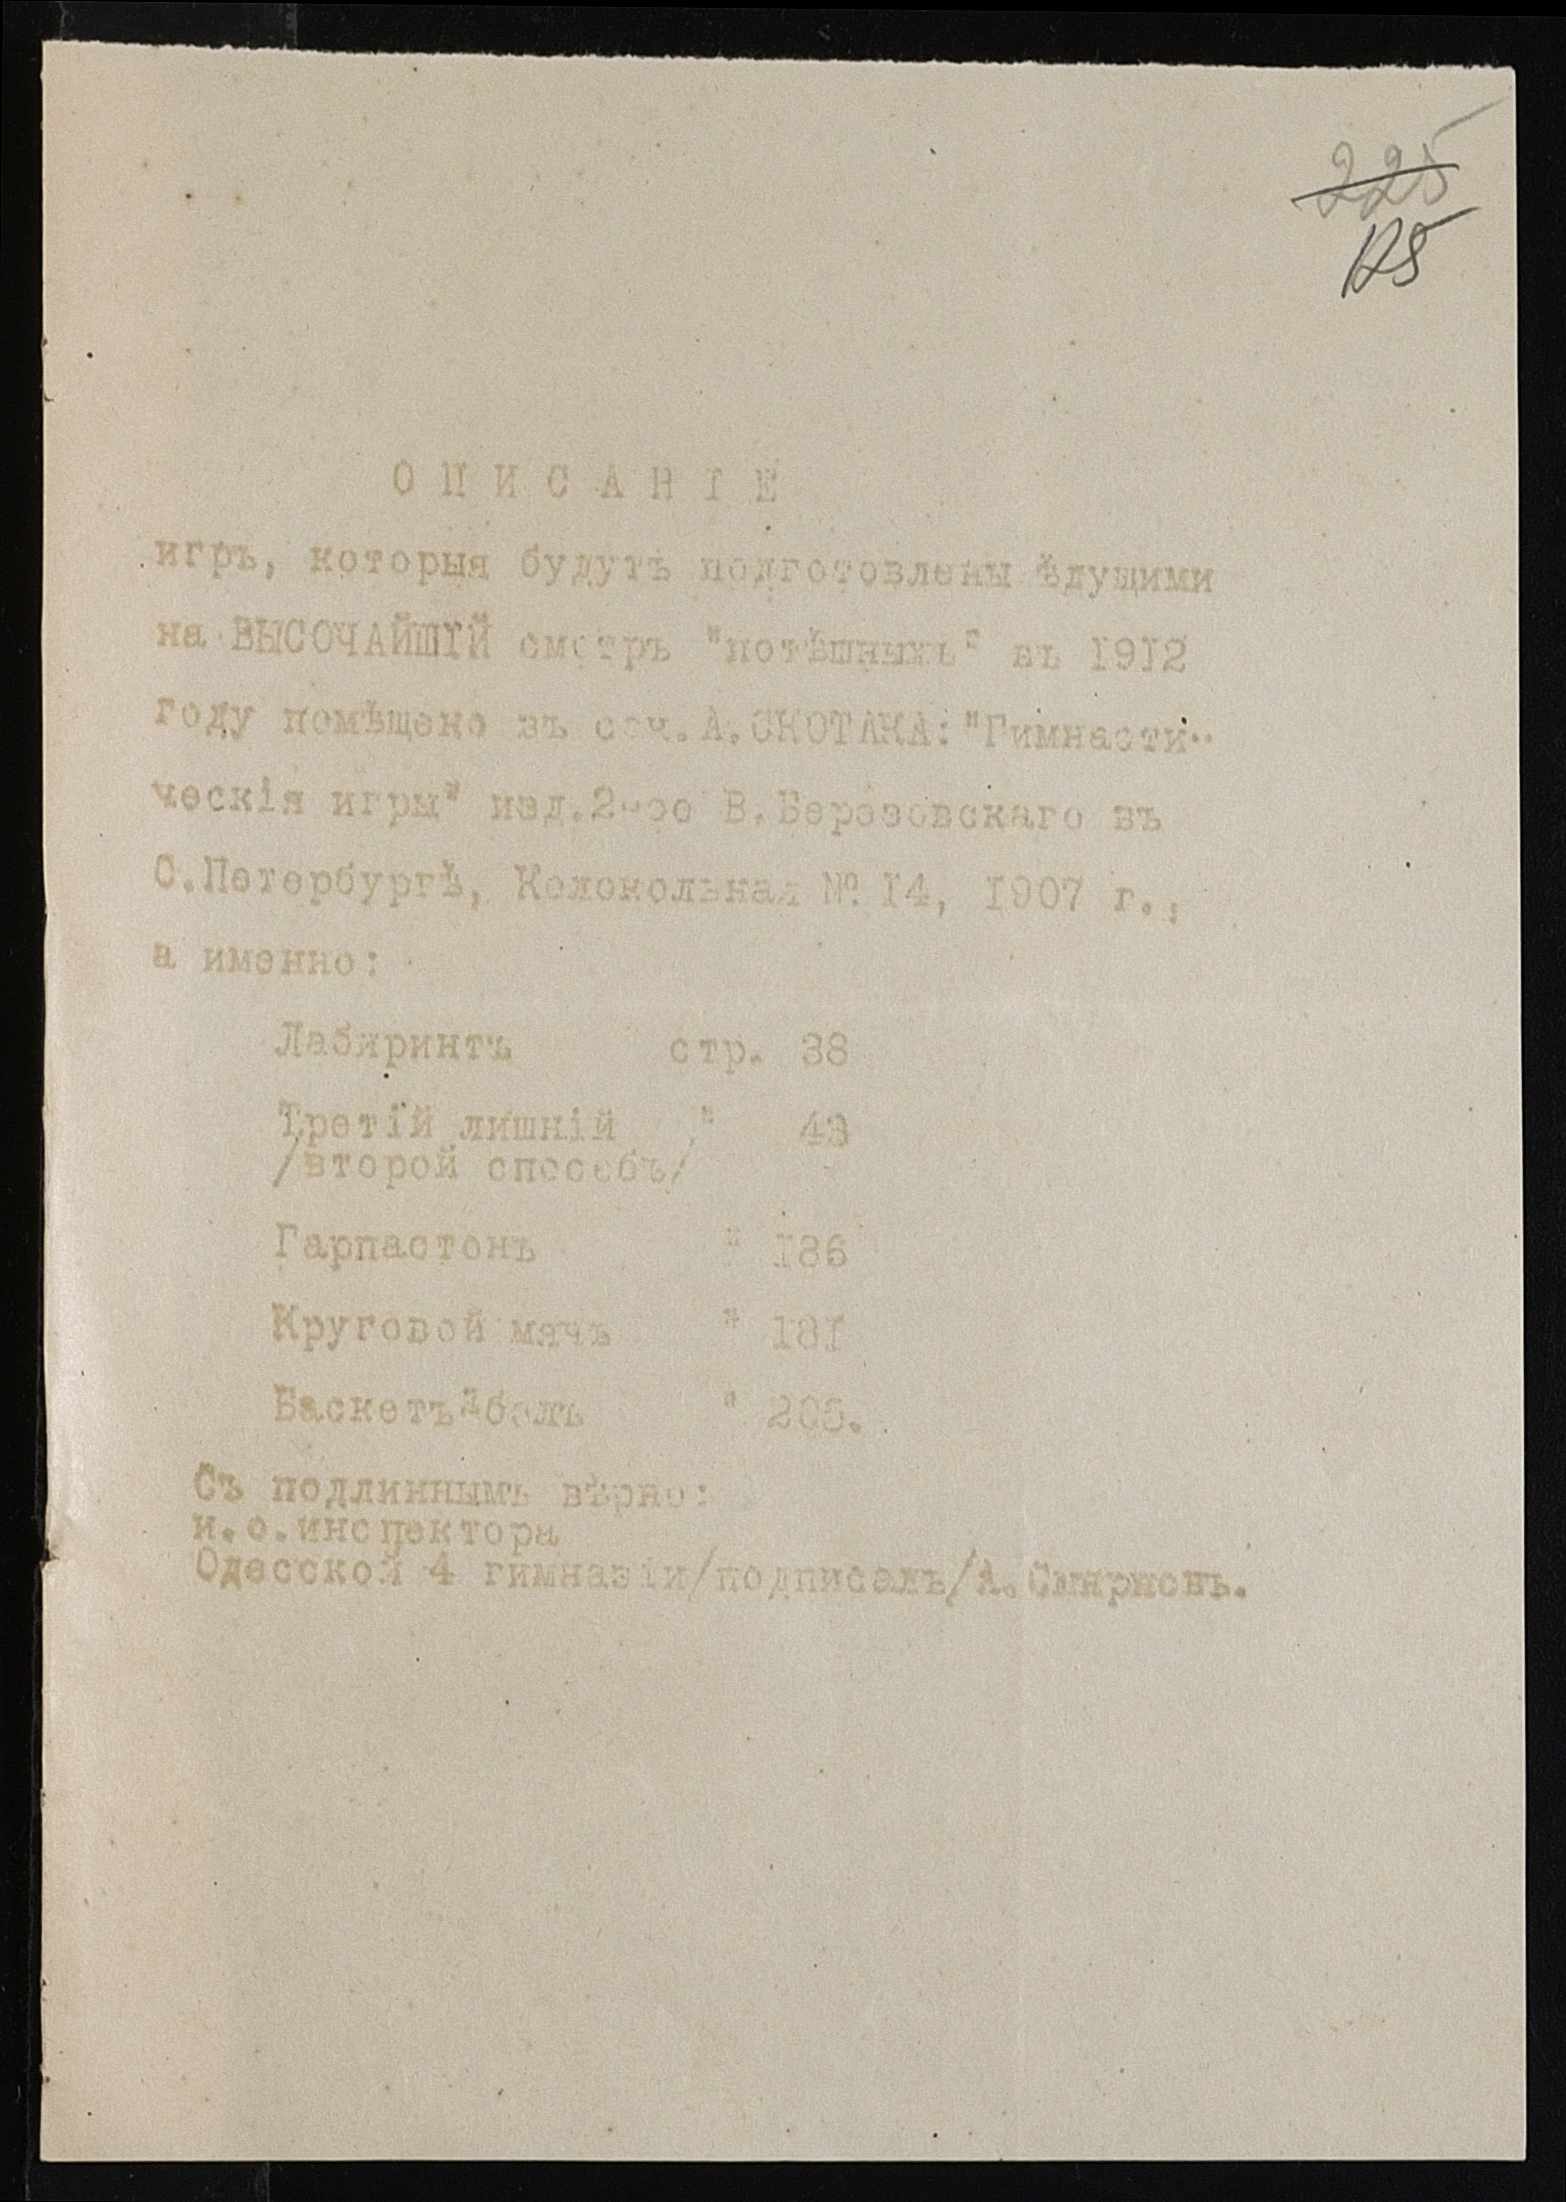 225
125
ОПИСАНІЕ
игръ, которыя будутъ подготовлены ѣдущими
на ВЫСОЧАЙШІЙ смотръ "потѣшныхъ" въ 1912
году помѣщено въ соч.А.СКОТАКА: "Гимнасти-
ческія игры" изд.2-ое В.Березовскаго въ
С.Петербургѣ, Колокольная № 14, 1907 г.,
а именно:
Лабиринтъ стр. 38
Третій лишній " 43
/второй способъ/
Гарпастонъ " 186
Круговой мячъ " 181
Баскетъ-болъ " 205.
Съ подлиннымъ вѣрно:
и.о.инспектора
Одесской 4 гимназіи/подписалъ/А.Смирновъ.